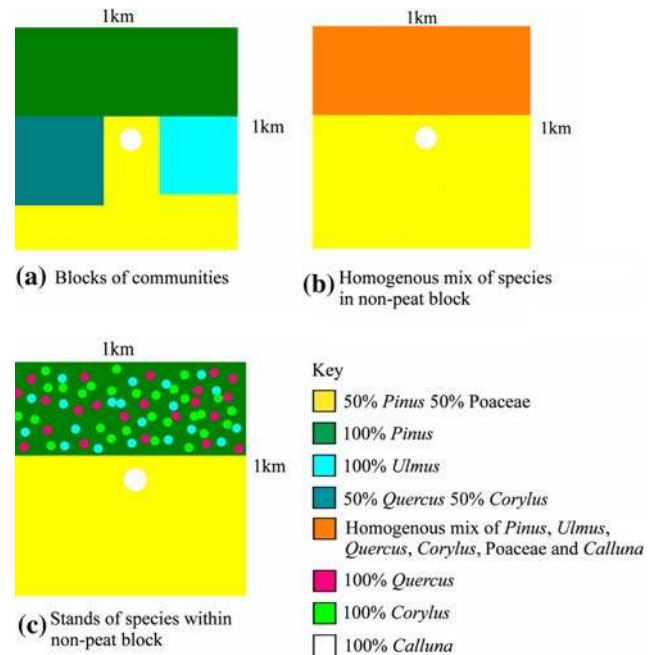 1km
1km
1km
1km
(a) Blocks of communities
(b) Homogenous mix of species
in non-peat block
1km
1km
(c) Stands of species within
non-peat block
Key
50% Pinus 50% Poaceae
100% Pinus
100% Ulmus
50% Quercus 50% Corylus
Homogenous mix of Pinus, Ulmus,
Quercus, Corylus, Poaceae and Calluna
100% Quercus
100% Corylus
100% Calluna